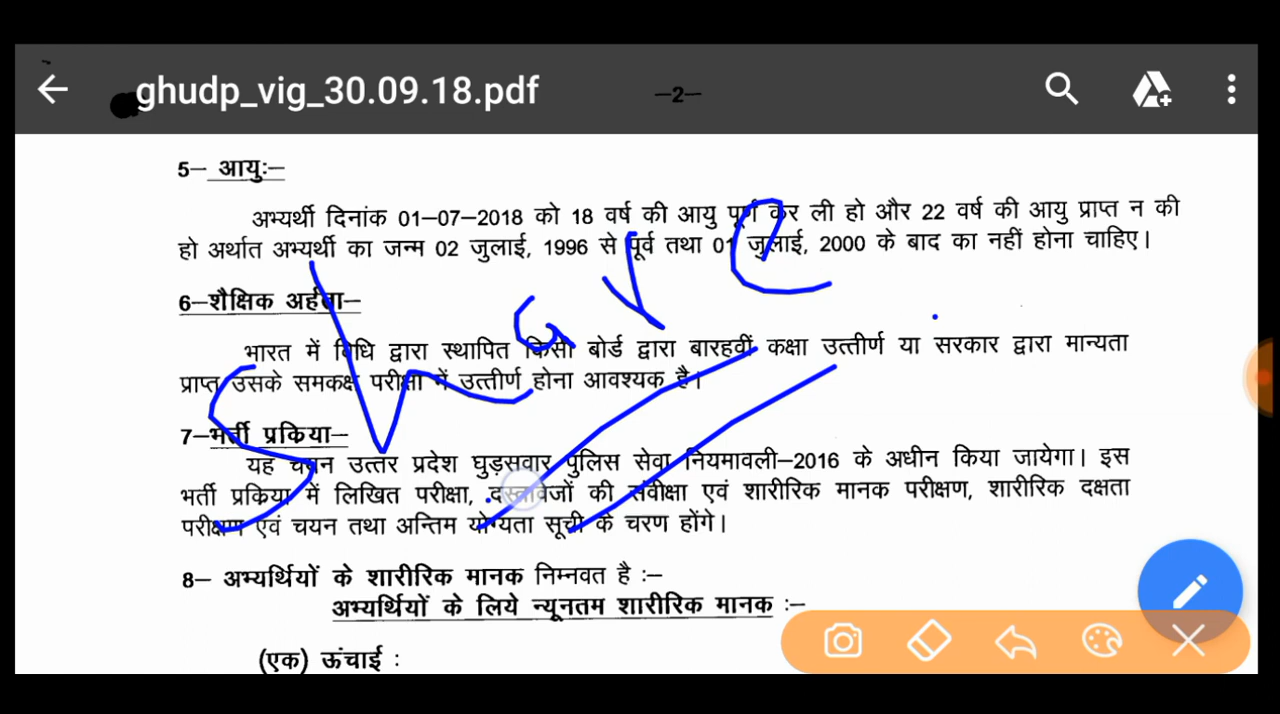 ghudp_vig_30.09.18.pdf
—2—
5— आयुः—
अभ्यर्थी दिनांक 01—07—2018 को 18 वर्ष की आयु पूर्ण कर ली हो और 22 वर्ष की आयु प्राप्त न की
हो अर्थात अभ्यर्थी का जन्म 02 जुलाई, 1996 से पूर्व तथा 01 जुलाई, 2000 के बाद का नहीं होना चाहिए।
6—शैक्षिक अर्हता—
भारत में विधि द्वारा स्थापित किसी बोर्ड द्वारा बारहवीं कक्षा उत्तीर्ण या सरकार द्वारा मान्यता
प्राप्त उसके समकक्ष परीक्षा में उत्तीर्ण होना आवश्यक है।
7—भर्ती प्रकिया—
यह चयन उत्तर प्रदेश घुड़सवार पुलिस सेवा नियमावली—2016 के अधीन किया जायेगा। इस
भर्ती प्रकिया में लिखित परीक्षा, दस्तावेजों की संवीक्षा एवं शारीरिक मानक परीक्षण, शारीरिक दक्षता
परीक्षण एवं चयन तथा अन्तिम योग्यता सूची के चरण होंगे।
Share
8— अभ्यर्थियों के शारीरिक मानक निम्नवत है :—
अभ्यर्थियों के लिये न्यूनतम शारीरिक मानक :—
(एक) ऊंचाई :